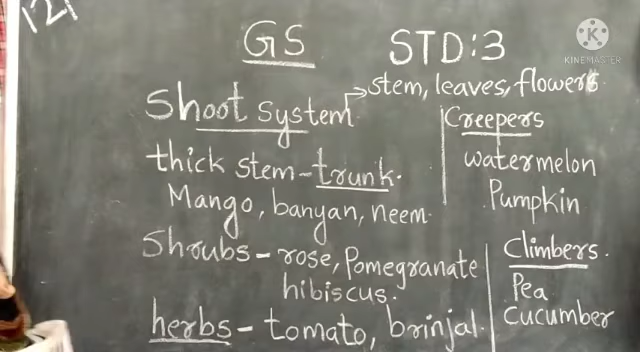 121
GS STD:3
KINEMASTER
stem, leaves, flowers
Shoot system
thick stem - trunk.
Mango, banyan, neem.
Shrubs - rose, Pomegranate
hibiscus.
herbs - tomato, brinjal.
Creepers
watermelon
Pumpkin
Climbers.
Pea
Cucumber